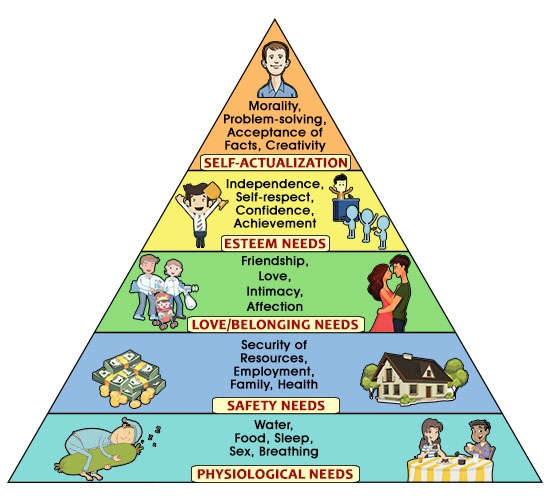 Morality,
Problem-solving,
Acceptance of
Facts, Creativity
SELF-ACTUALIZATION
Independence,
Self-respect,
Confidence,
Achievement
ESTEEM NEEDS
Friendship,
Love,
Intimacy,
Affection
LOVE/BELONGING NEEDS
Security of
Resources,
Employment,
Family, Health
SAFETY NEEDS
Water,
Food, Sleep,
Sex, Breathing
PHYSIOLOGICAL NEEDS